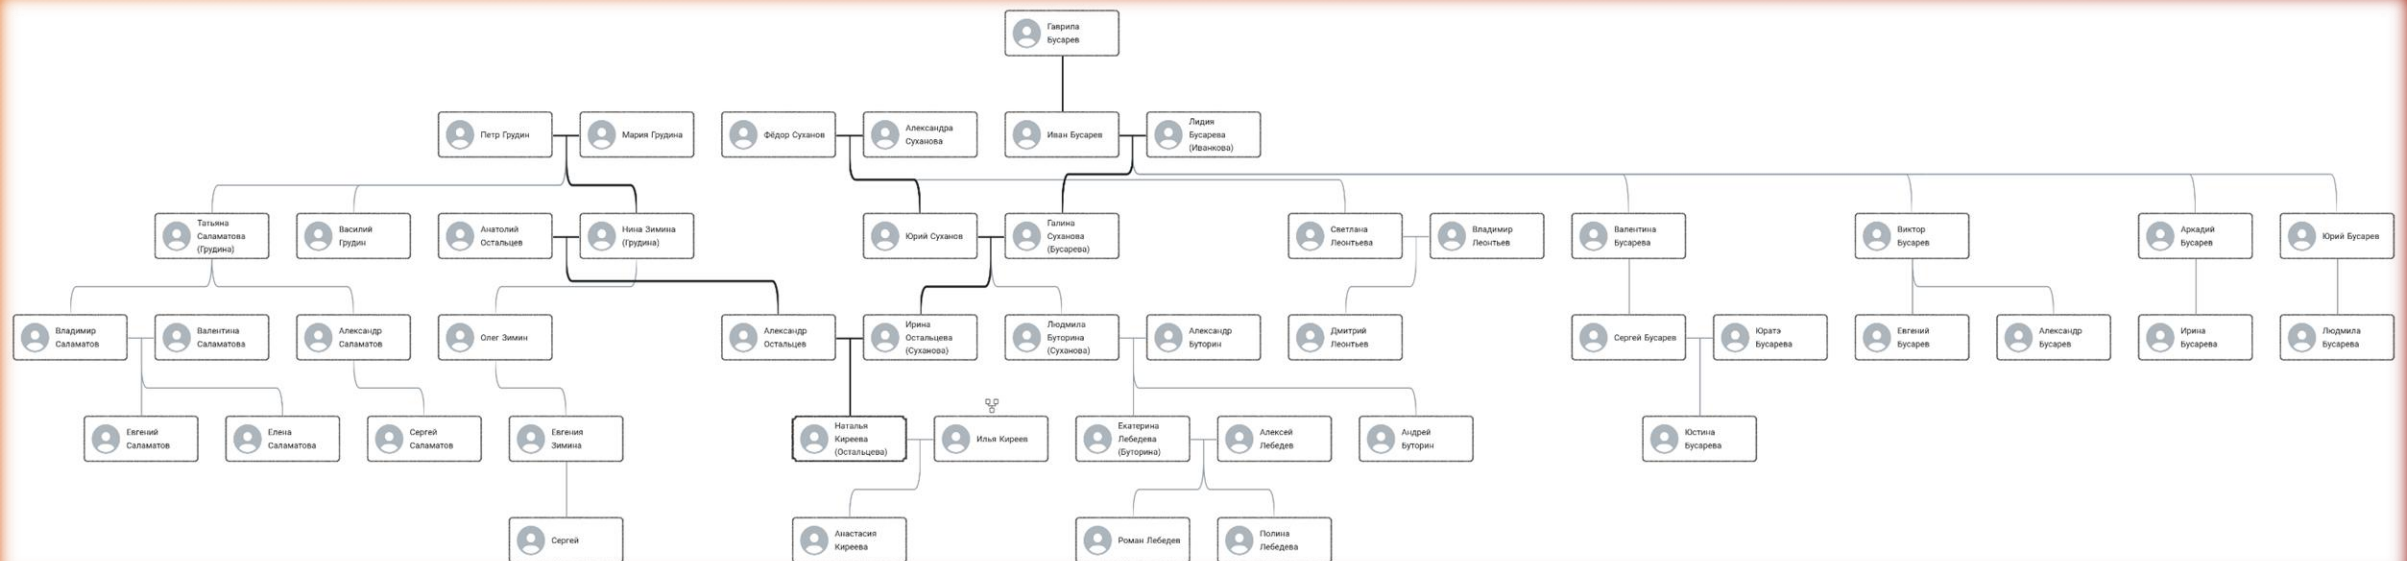 Гаврила
Бусарев
Петр Грудин
Мария Грудина
Фёдор Суханов
Александра
Суханова
Иван Бусарев
Лидия
Бусарева
(Иванкова)
Татьяна
Саламатова
(Грудина)
Василий
Грудин
Анатолий
Остальцев
Нина Зимина
(Грудина)
Юрий Суханов
Галина
Суханова
(Бусарева)
Светлана
Леонтьева
Владимир
Леонтьев
Валентина
Бусарева
Виктор
Бусарев
Аркадий
Бусарев
Юрий Бусарев
Владимир
Саламатов
Валентина
Саламатова
Александр
Саламатов
Олег Зимин
Александр
Остальцев
Ирина
Остальцева
(Суханова)
Людмила
Буторина
(Суханова)
Александр
Буторин
Дмитрий
Леонтьев
Сергей Бусарев
Юратэ
Бусарева
Евгений
Бусарев
Александр
Бусарев
Ирина
Бусарева
Людмила
Бусарева
Евгений
Саламатов
Елена
Саламатова
Сергей
Саламатов
Евгения
Зимина
Наталья
Киреева
(Остальцева)
Илья Киреев
Екатерина
Лебедева
(Буторина)
Алексей
Лебедев
Андрей
Буторин
Юстина
Бусарева
Сергей
Анастасия
Киреева
Роман Лебедев
Полина
Лебедева